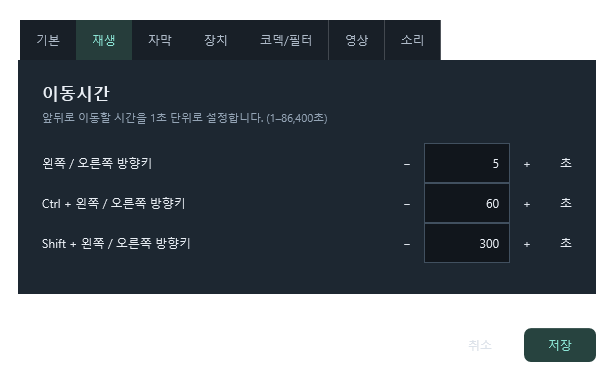 기본 재생 자막 장치 코덱/필터 영상 소리
이동시간
앞뒤로 이동할 시간을 1초 단위로 설정합니다. (1–86,400초)
왼쪽 / 오른쪽 방향키 – 5 + 초
Ctrl + 왼쪽 / 오른쪽 방향키 – 60 + 초
Shift + 왼쪽 / 오른쪽 방향키 – 300 + 초
취소 저장